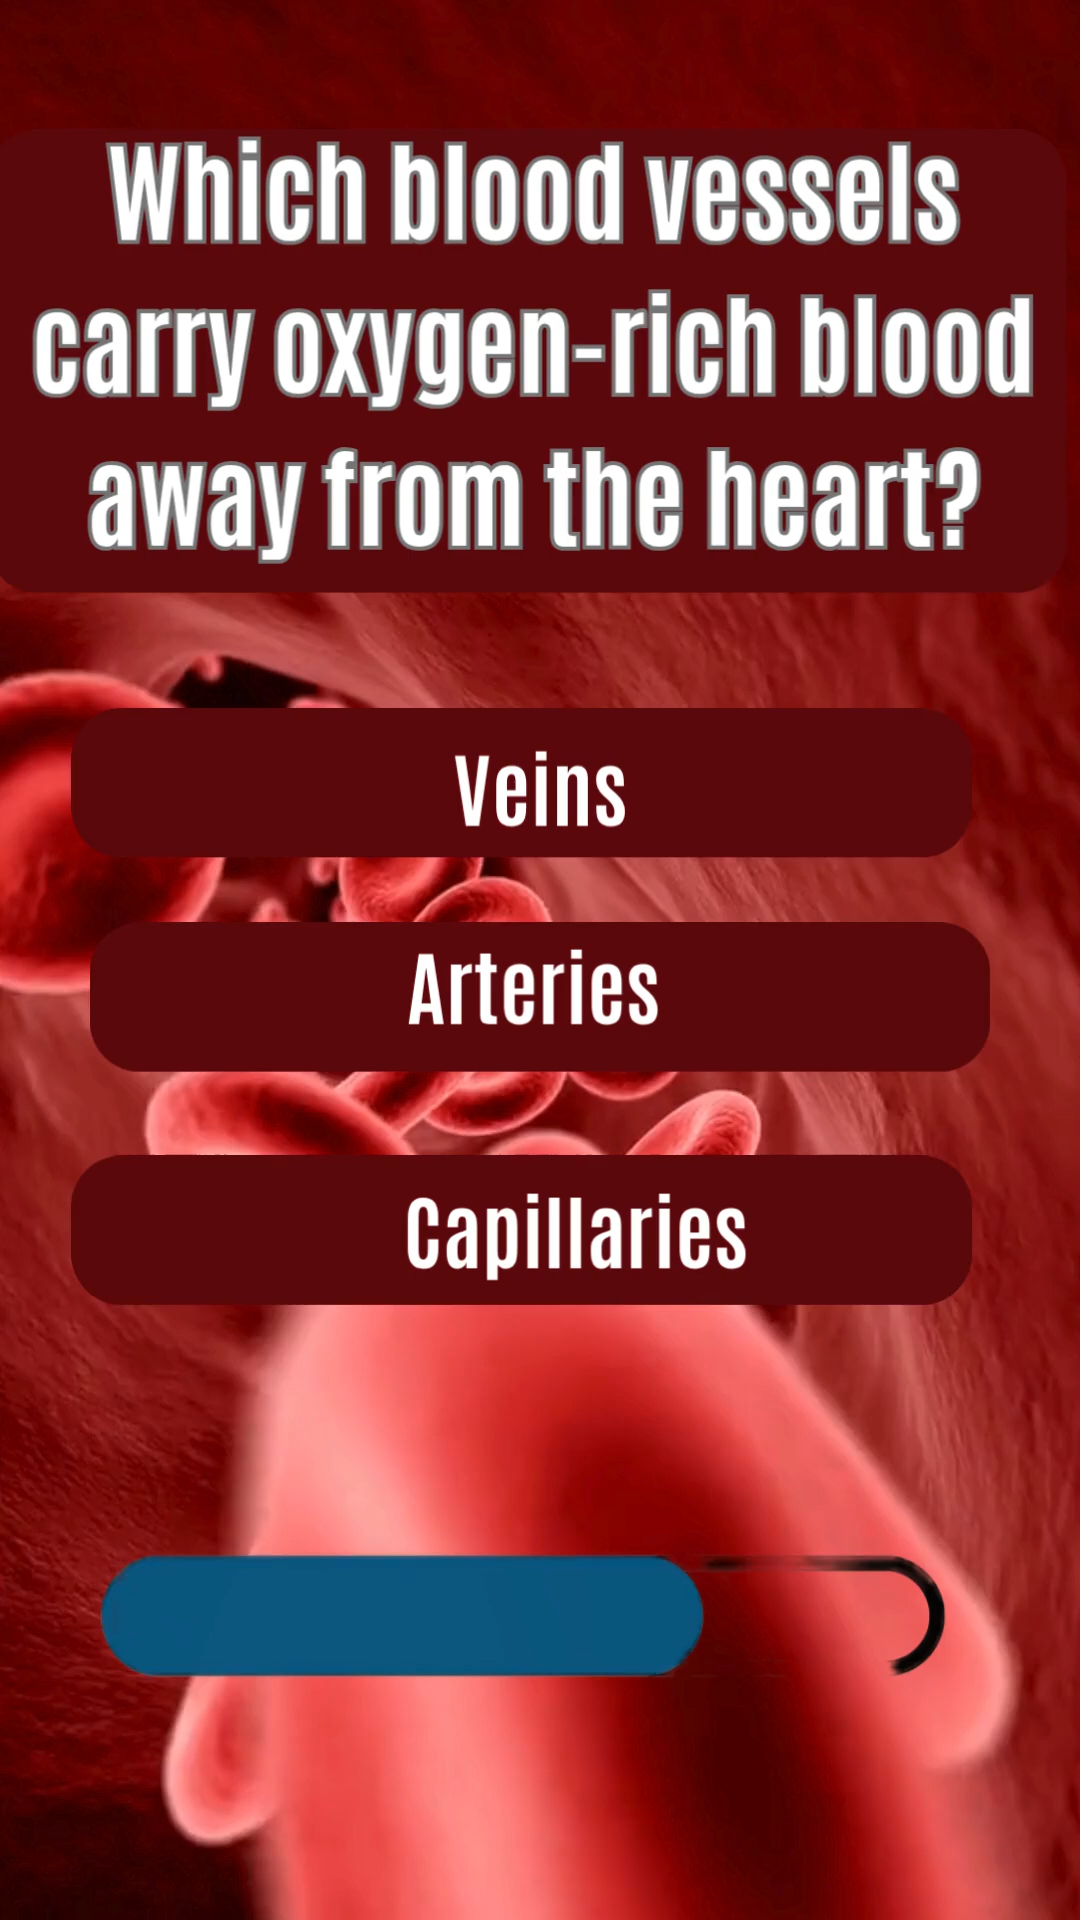 Which blood vessels
carry oxygen-rich blood
away from the heart?
Veins
Arteries
Capillaries